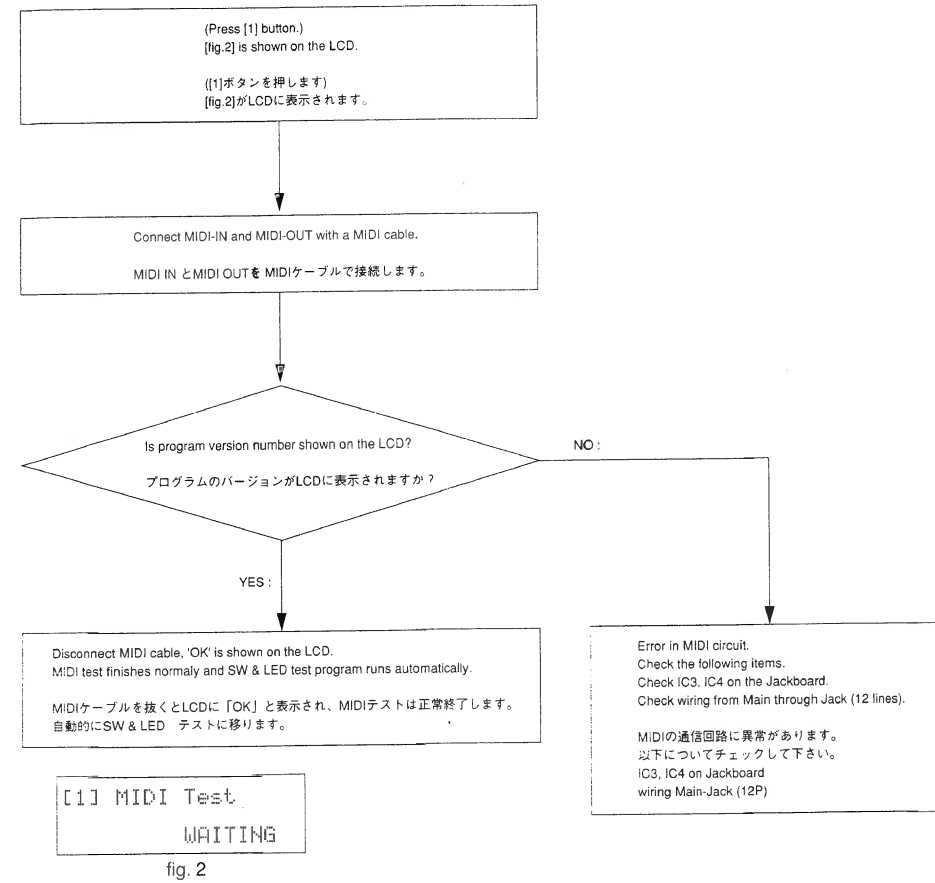 (Press [1] button.)
[fig.2] is shown on the LCD.
([1]ボタンを押します)
[fig.2]がLCDに表示されます。
Connect MIDI-IN and MIDI-OUT with a MIDI cable.
MIDI IN とMIDI OUTを MIDIケーブルで接続します。
Is program version number shown on the LCD?
プログラムのバージョンがLCDに表示されますか？
NO :
YES :
Disconnect MIDI cable, 'OK' is shown on the LCD.
MIDI test finishes normaly and SW & LED test program runs automatically.
MIDIケーブルを抜くとLCDに「OK」と表示され、MIDIテストは正常終了します。
自動的にSW & LED　テストに移ります。
Error in MIDI circuit.
Check the following items.
Check IC3, IC4 on the Jackboard.
Check wiring from Main through Jack (12 lines).
MIDIの通信回路に異常があります。
以下についてチェックして下さい。
IC3, IC4 on Jackboard
wiring Main-Jack (12P)
[1] MIDI Test
WAITING
fig. 2